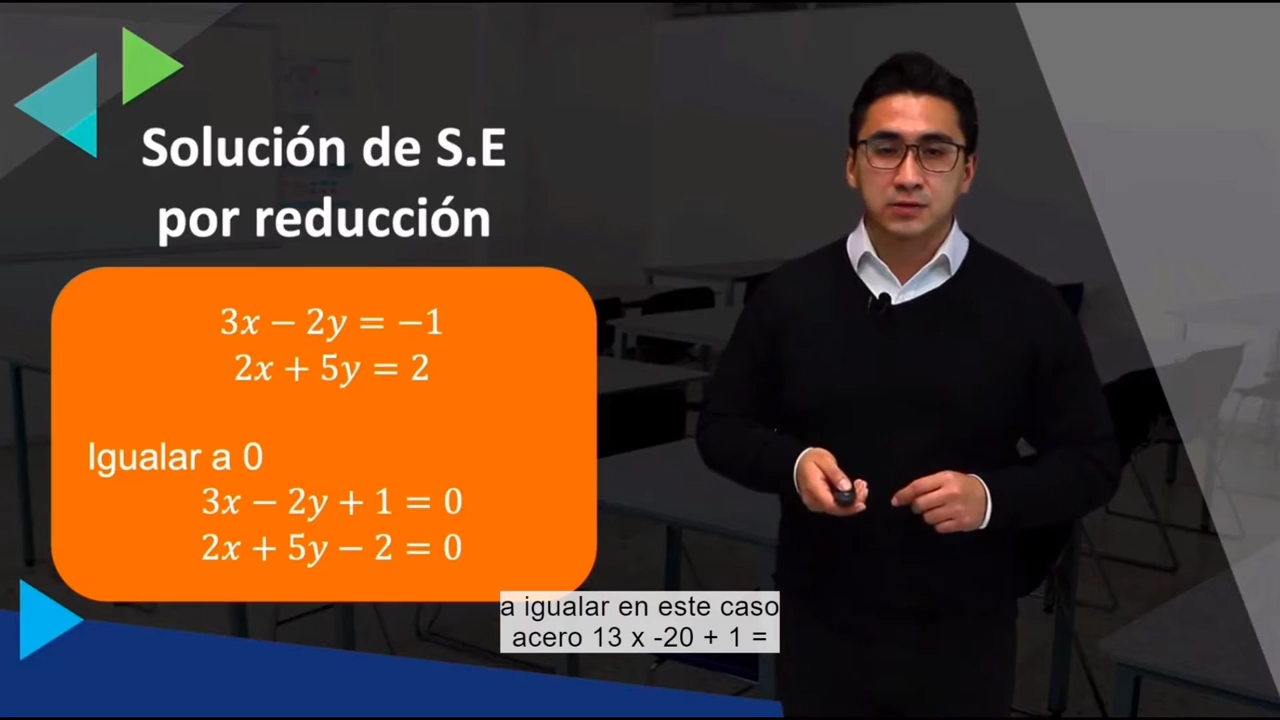 Solución de S.E
por reducción
3x − 2y = −1
2x + 5y = 2
Igualar a 0
3x − 2y + 1 = 0
2x + 5y − 2 = 0
a igualar en este caso
acero 13 x -20 + 1 =